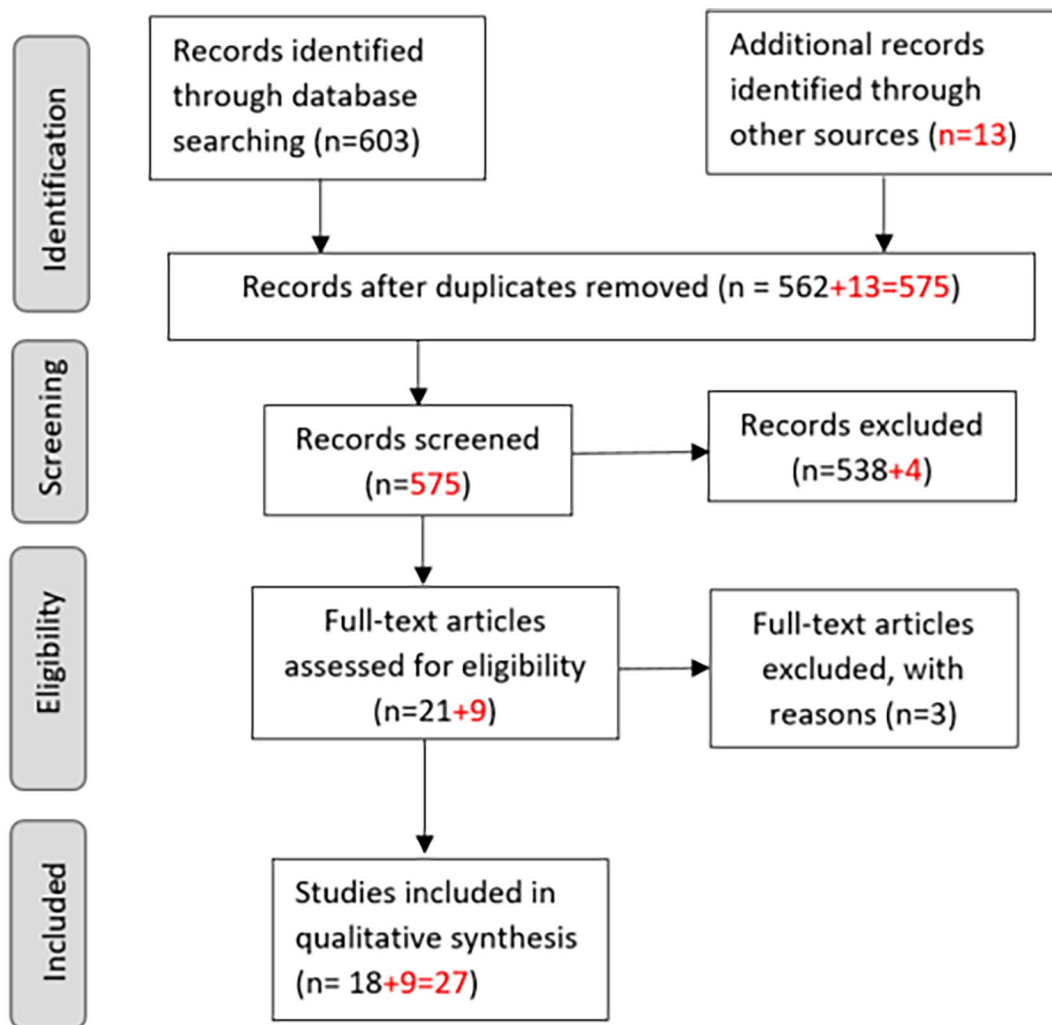 Identification
Records identified
through database
searching (n=603)
Additional records
identified through
other sources (n=13)
Records after duplicates removed (n = 562+13=575)
Screening
Records screened
(n=575)
Records excluded
(n=538+4)
Eligibility
Full-text articles
assessed for eligibility
(n=21+9)
Full-text articles
excluded, with
reasons (n=3)
Included
Studies included in
qualitative synthesis
(n= 18+9=27)